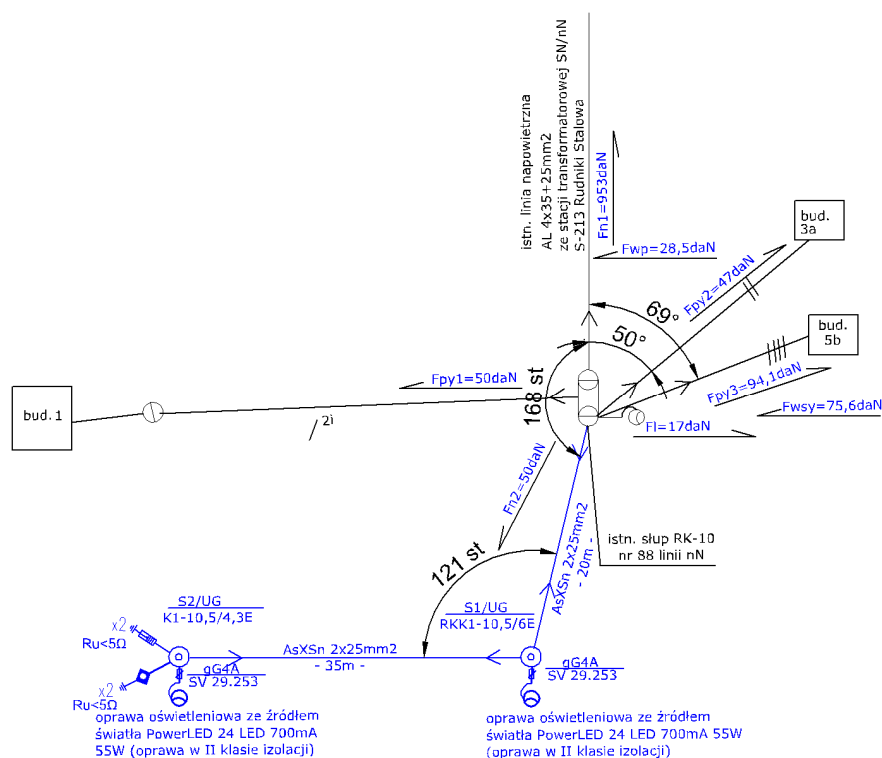 istn. linia napowietrzna
AL 4x35+25mm2
ze stacji transformatorowej SN/nN
S-213 Rudniki Stalowa
Fn1=953daN
Fwp=28,5daN
bud.
3a
Fpy2=47daN
69°
50°
bud.
5b
Fpy1=50daN
Fpy3=94,1daN
Fwsy=75,6daN
168 st
Fl=17daN
bud.1
2i
Fn2=50daN
istn. słup RK-10
nr 88 linii nN
121 st
AsXSn 2x25mm2
- 20m -
S2/UG
K1-10,5/4,3E
S1/UG
RKK1-10,5/6E
x2
Ru<5Ω
AsXSn 2x25mm2
- 35m -
gG4A
SV 29.253
gG4A
SV 29.253
x2
Ru<5Ω
oprawa oświetleniowa ze źródłem
światła PowerLED 24 LED 700mA
55W (oprawa w II klasie izolacji)
oprawa oświetleniowa ze źródłem
światła PowerLED 24 LED 700mA 55W
(oprawa w II klasie izolacji)